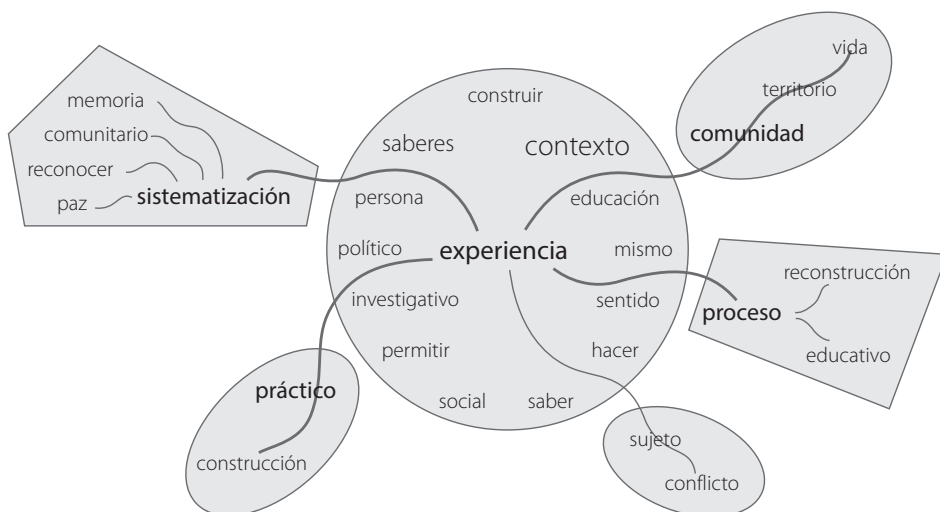 memoria
comunitario
reconocer
paz
sistematización
construir
saberes
contexto
persona
educación
político
experiencia
mismo
investigativo
sentido
permitir
hacer
social
saber
vida
territorio
comunidad
reconstrucción
proceso
educativo
práctico
construcción
sujeto
conflicto